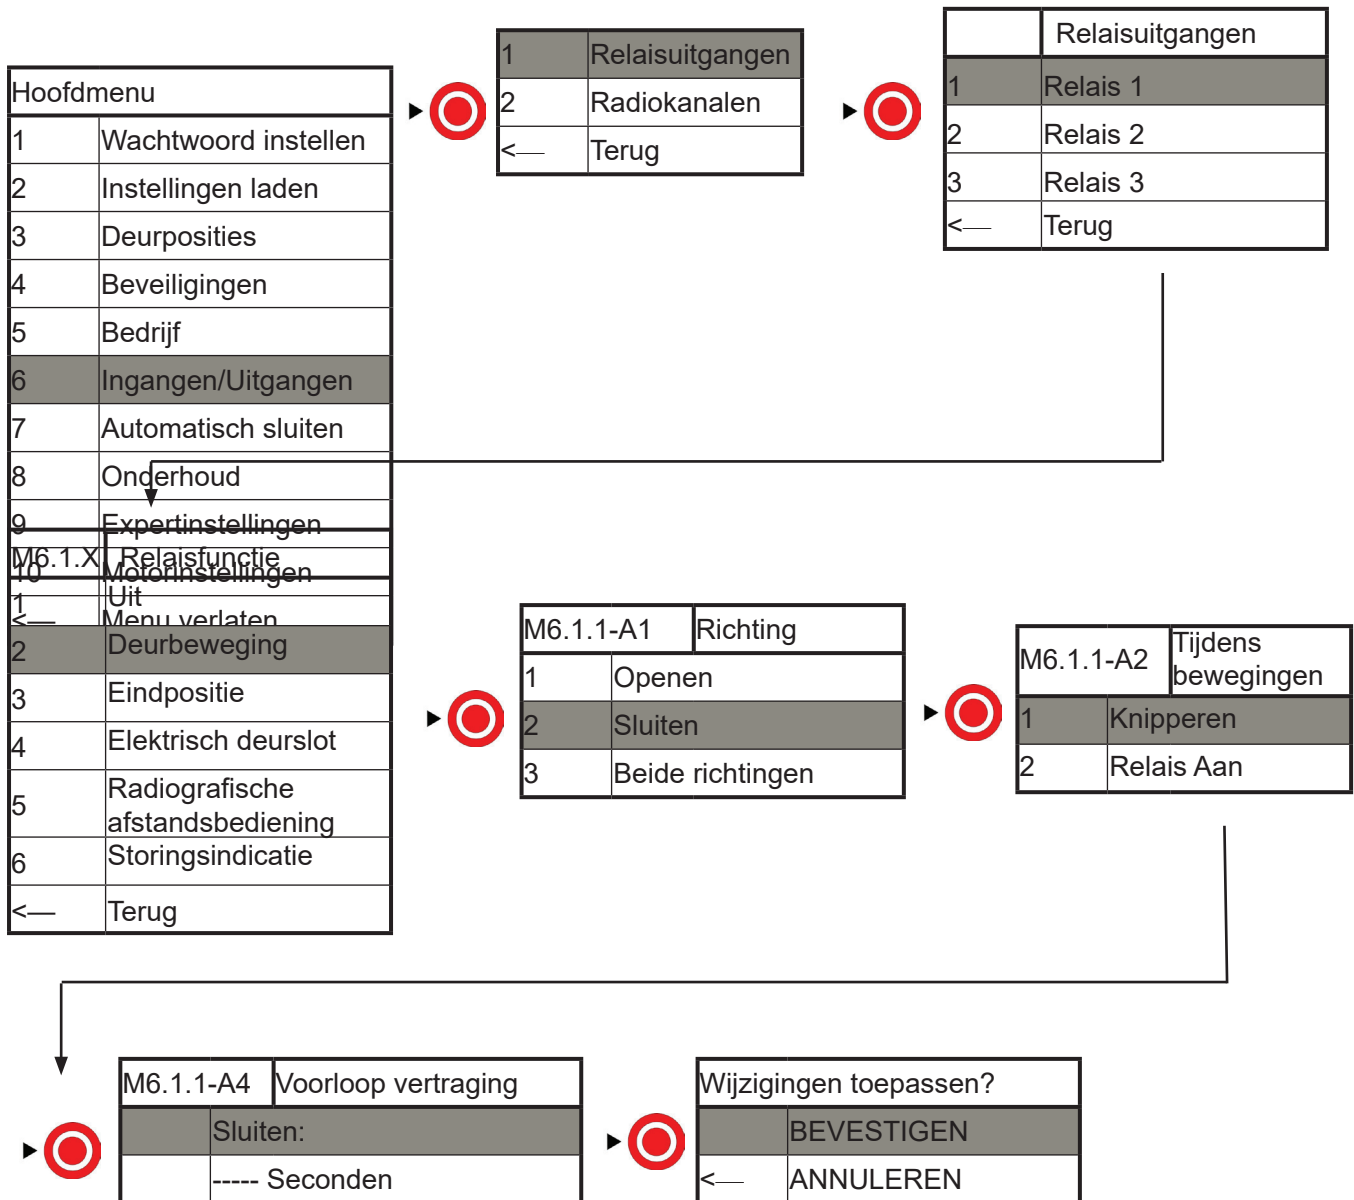 Hoofdmenu
1 Wachtwoord instellen
2 Instellingen laden
3 Deurposities
4 Beveiligingen
5 Bedrijf
6 Ingangen/Uitgangen
7 Automatisch sluiten
8 Onderhoud
9 Expertinstellingen
10 Motorinstellingen
<— Menu verlaten
1 Relaisuitgangen
2 Radiokanalen
<— Terug
Relaisuitgangen
1 Relais 1
2 Relais 2
3 Relais 3
<— Terug
M6.1.X Relaisfunctie
1 Uit
2 Deurbeweging
3 Eindpositie
4 Elektrisch deurslot
5 Radiografische
afstandsbediening
6 Storingsindicatie
<— Terug
M6.1.1-A1 Richting
1 Openen
2 Sluiten
3 Beide richtingen
M6.1.1-A2 Tijdens
bewegingen
1 Knipperen
2 Relais Aan
M6.1.1-A4 Voorloop vertraging
Sluiten:
----- Seconden
Wijzigingen toepassen?
BEVESTIGEN
<— ANNULEREN